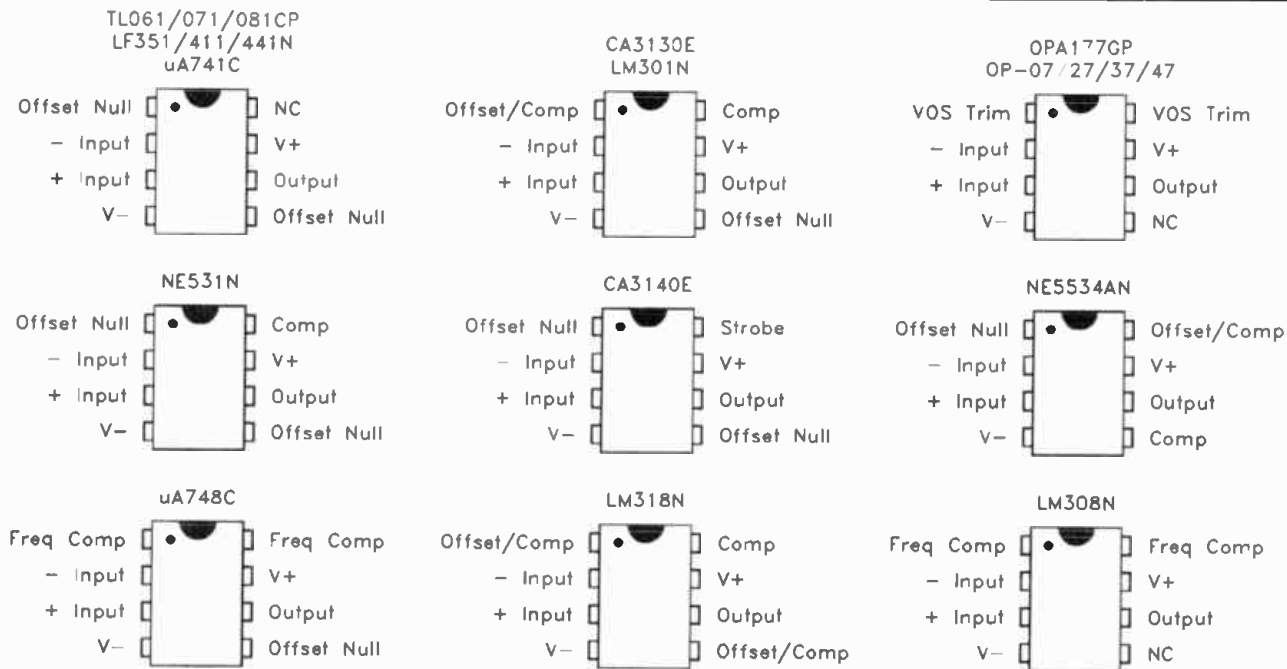 TL061/071/081CP
LF351/411/441N
uA741C
Offset Null
NC
- Input
V+
+ Input
Output
V-
Offset Null
CA3130E
LM301N
Offset/Comp
Comp
- Input
V+
+ Input
Output
V-
Offset Null
OPA177GP
OP-07/27/37/47
VOS Trim
VOS Trim
- Input
V+
+ Input
Output
V-
NC
NE531N
Offset Null
Comp
- Input
V+
+ Input
Output
V-
Offset Null
CA3140E
Offset Null
Strobe
- Input
V+
+ Input
Output
V-
Offset Null
NE5534AN
Offset Null
Offset/Comp
- Input
V+
+ Input
Output
V-
Comp
uA748C
Freq Comp
Freq Comp
- Input
V+
+ Input
Output
V-
Offset Null
LM318N
Offset/Comp
Comp
- Input
V+
+ Input
Output
V-
Offset/Comp
LM308N
Freq Comp
Freq Comp
- Input
V+
+ Input
Output
V-
NC